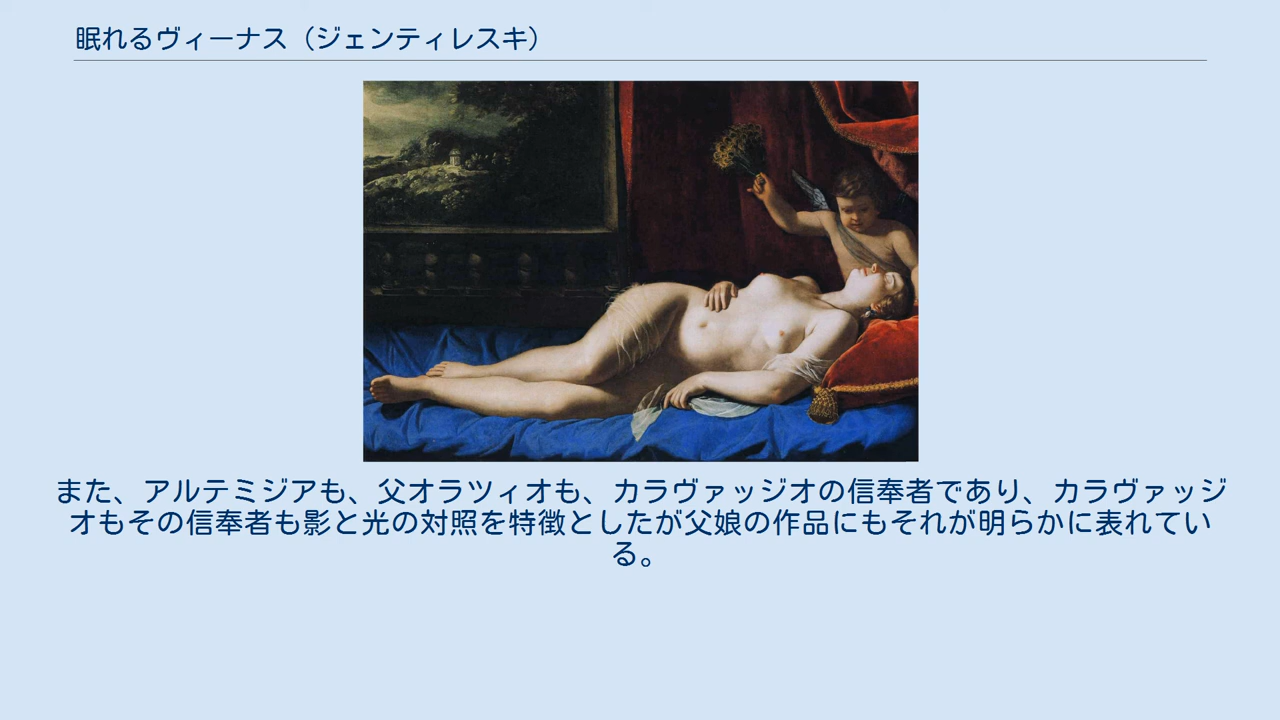 眠れるヴィーナス（ジェンティレスキ）
また、アルテミジアも、父オラツィオも、カラヴァッジオの信奉者であり、カラヴァッジ
オもその信奉者も影と光の対照を特徴としたが父娘の作品にもそれが明らかに表れてい
る。